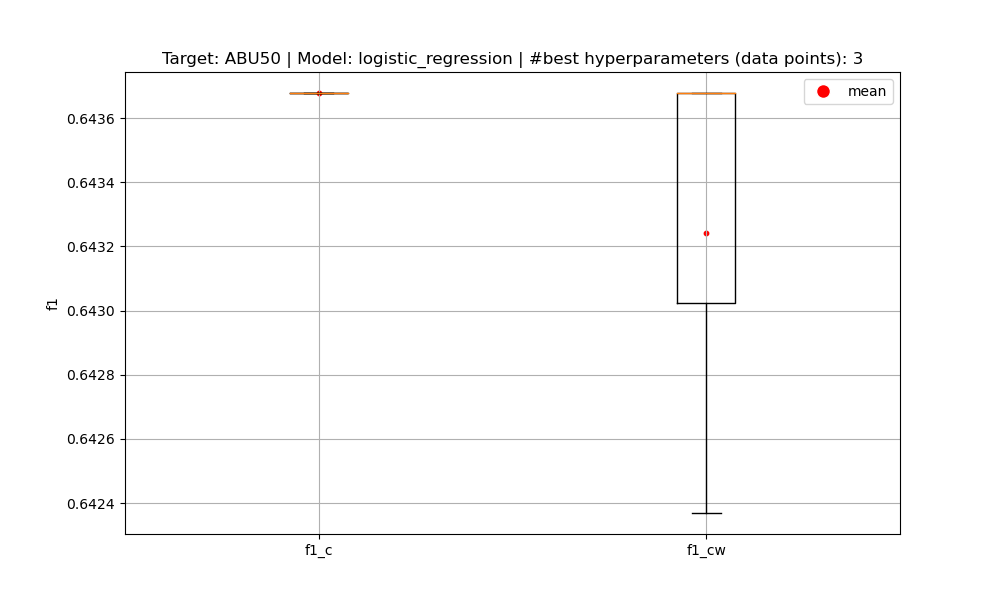 Target: ABU50 | Model: logistic_regression | #best hyperparameters (data points): 3
mean
0.6436
0.6434
0.6432
0.6430
0.6428
0.6426
0.6424
f1
f1_c
f1_cw